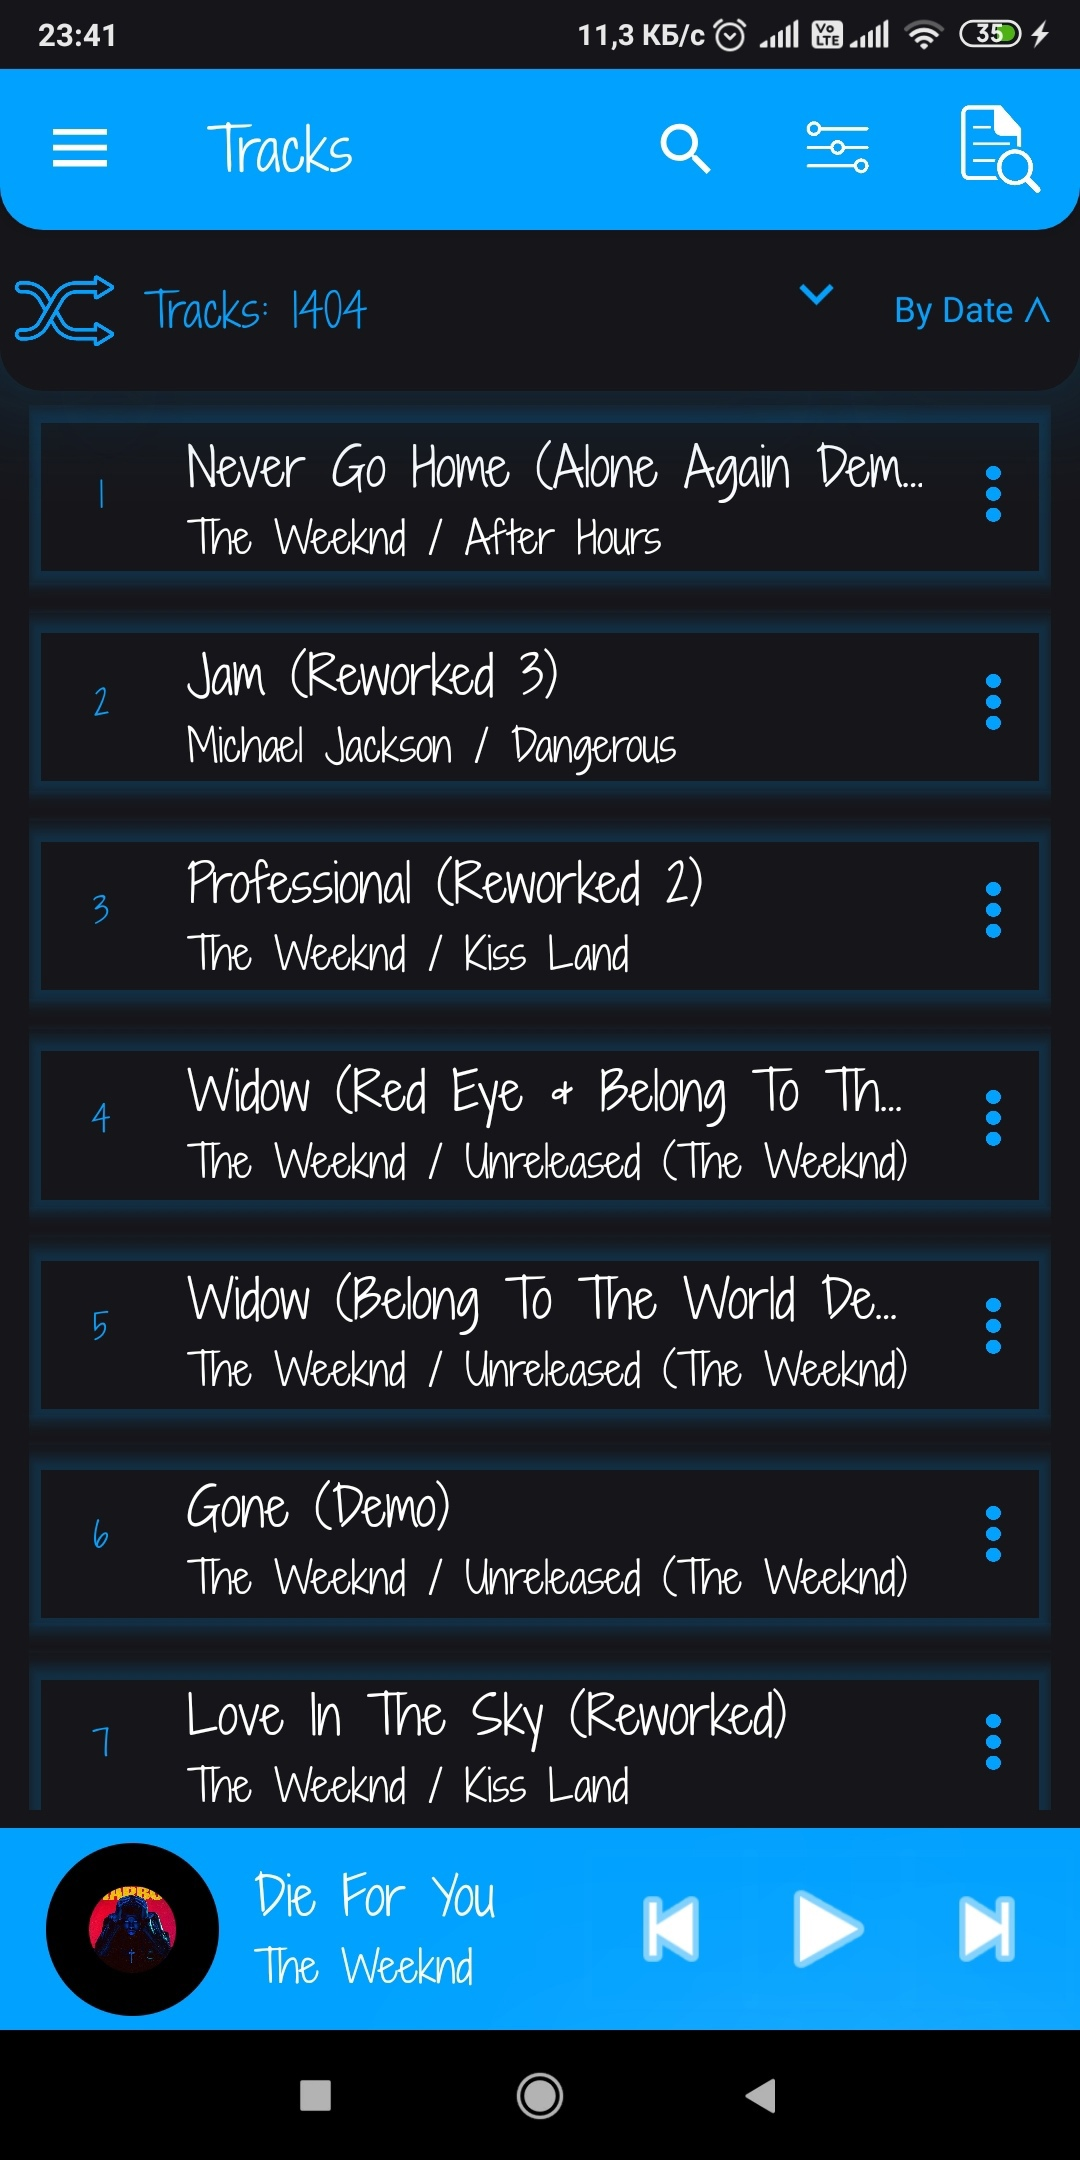 23:41
11,3 КБ/с
Vo LTE
35
Tracks
Tracks: 1404
By Date
1
Never Go Home (Alone Again Dem...
The Weeknd / After Hours
2
Jam (Reworked 3)
Michael Jackson / Dangerous
3
Professional (Reworked 2)
The Weeknd / Kiss Land
4
Widow (Red Eye & Belong To Th...
The Weeknd / Unreleased (The Weeknd)
5
Widow (Belong To The World De...
The Weeknd / Unreleased (The Weeknd)
6
Gone (Demo)
The Weeknd / Unreleased (The Weeknd)
7
Love In The Sky (Reworked)
The Weeknd / Kiss Land
Die For You
The Weeknd